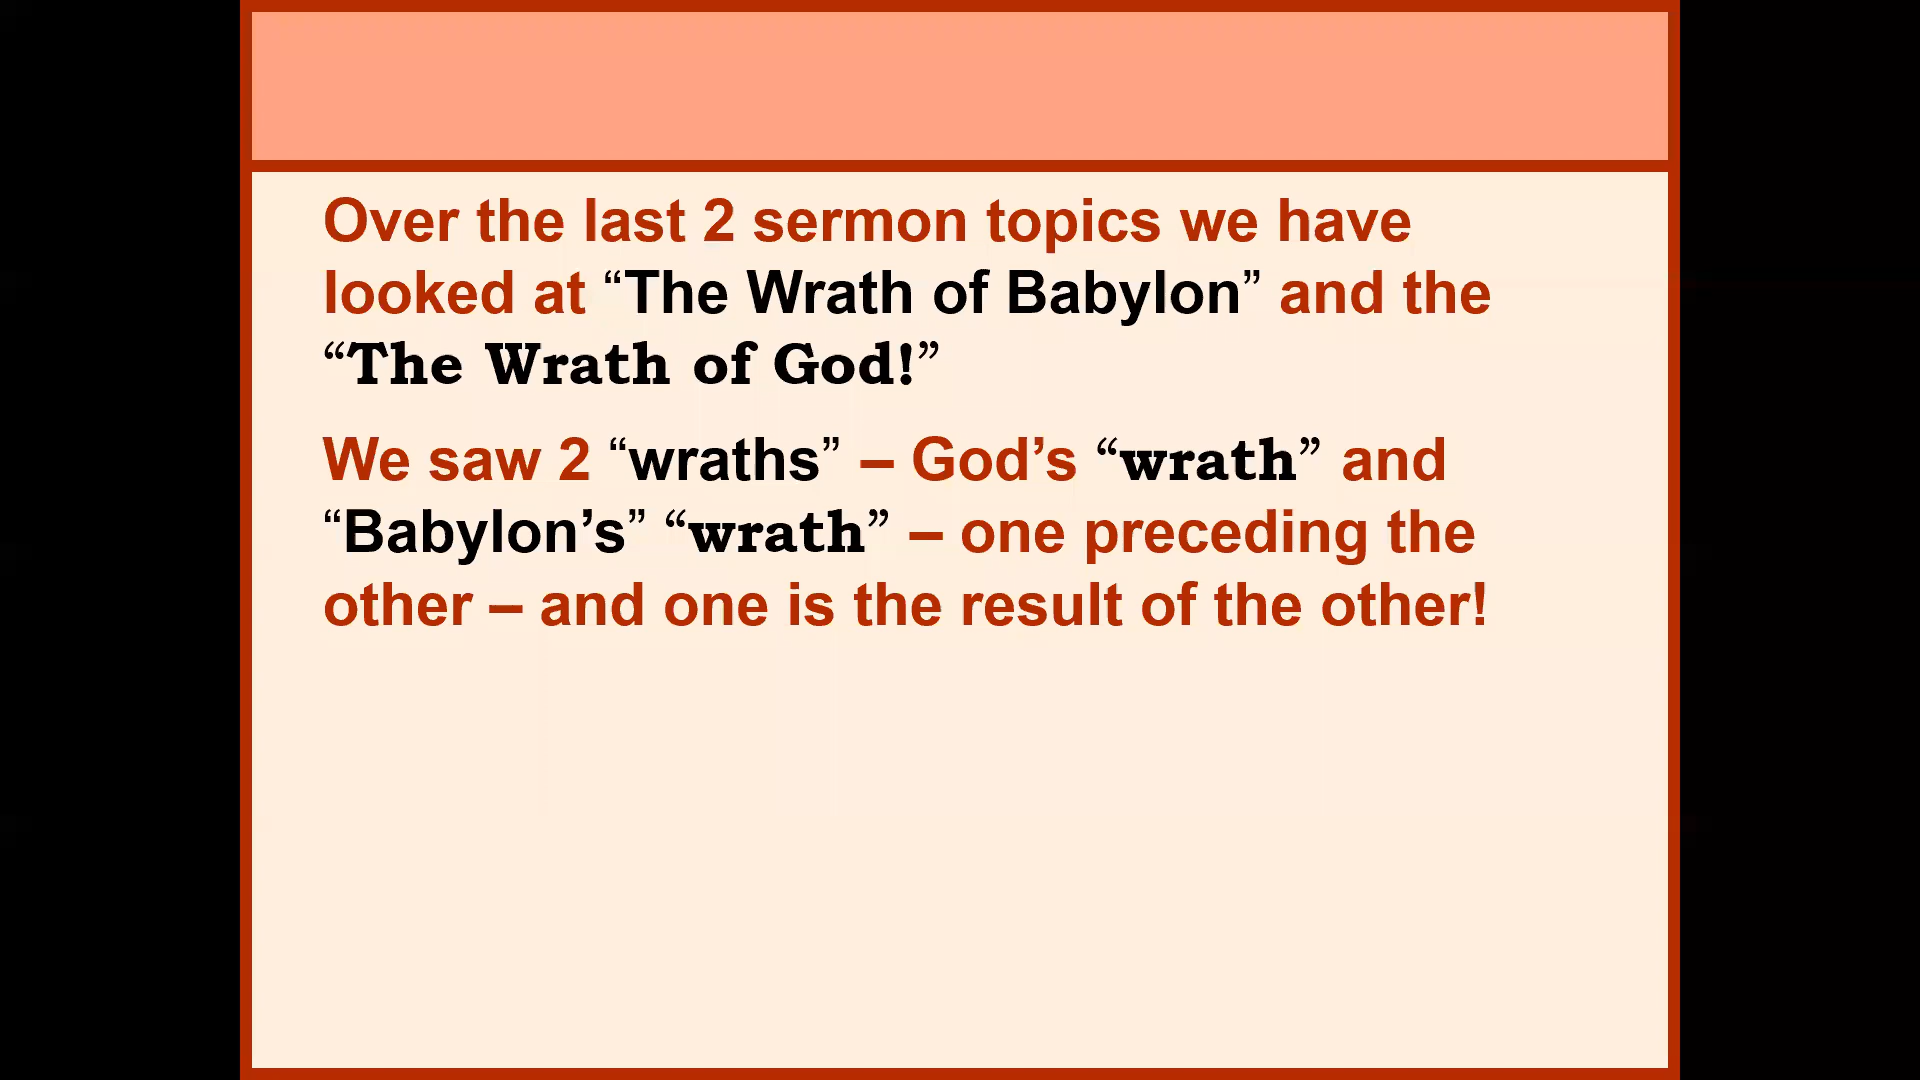 Over the last 2 sermon topics we have
looked at “The Wrath of Babylon” and the
“The Wrath of God!”
We saw 2 “wraths” – God’s “wrath” and
“Babylon’s” “wrath” – one preceding the
other – and one is the result of the other!